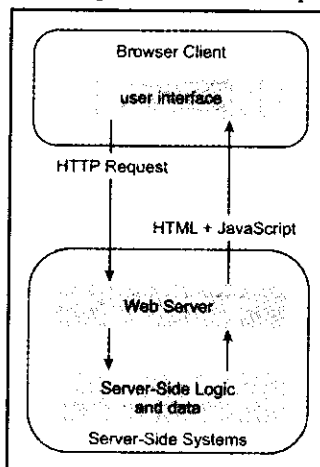 Browser Client
user interface
HTTP Request
HTML + JavaScript
Web Server
Server-Side Logic
and data
Server-Side Systems